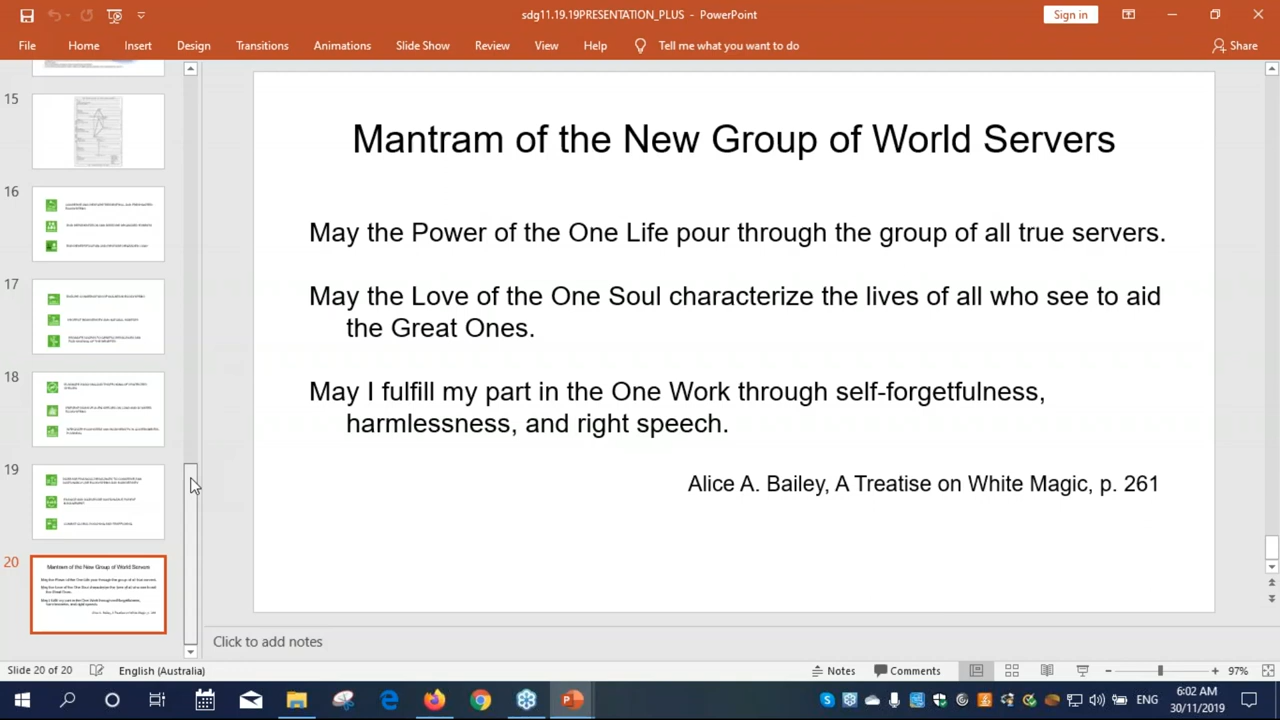 sdg11.19.19PRESENTATION_PLUS - PowerPoint
Sign in
File Home Insert Design Transitions Animations Slide Show Review View Help Tell me what you want to do Share
15
16
17
18
19
20
Mantram of the New Group of World Servers
May the Power of the One Life pour through the group of all true servers.
May the Love of the One Soul characterize the lives of all who see to aid
the Great Ones.
May I fulfill my part in the One Work through self-forgetfulness,
harmlessness, and right speech.
Alice A. Bailey, A Treatise on White Magic, p. 261
Click to add notes
Slide 20 of 20 English (Australia) Notes Comments 97%
ENG
6:02 AM
30/11/2019